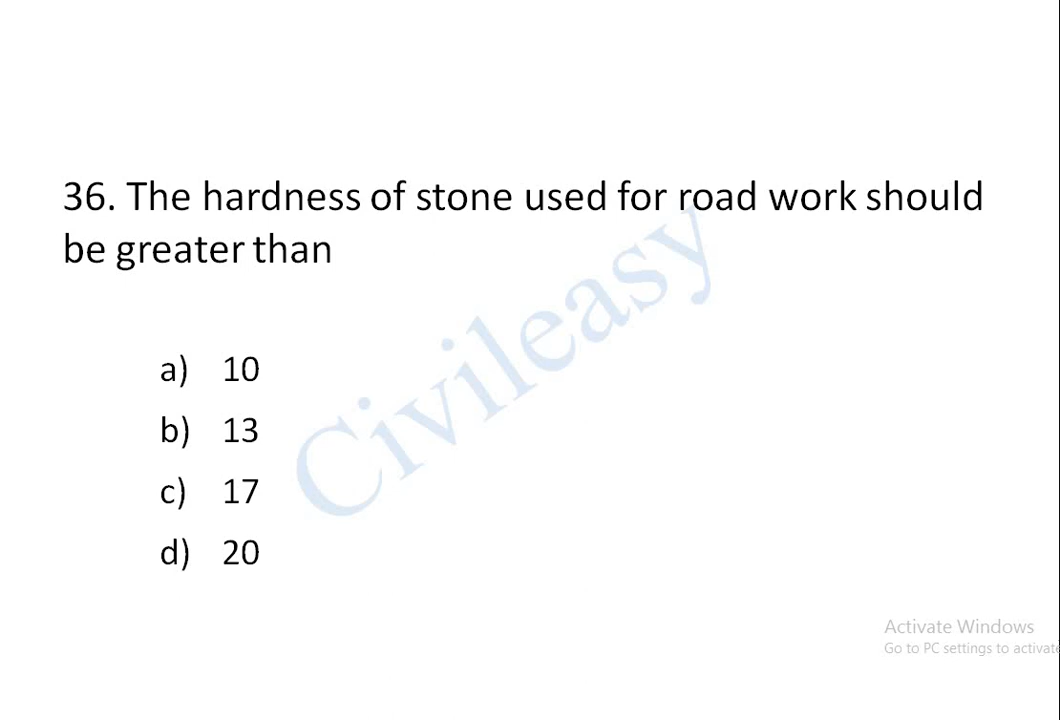 36. The hardness of stone used for road work should
be greater than
a) 10
b) 13
c) 17
d) 20
Civileasy
Activate Windows
Go to PC settings to activate